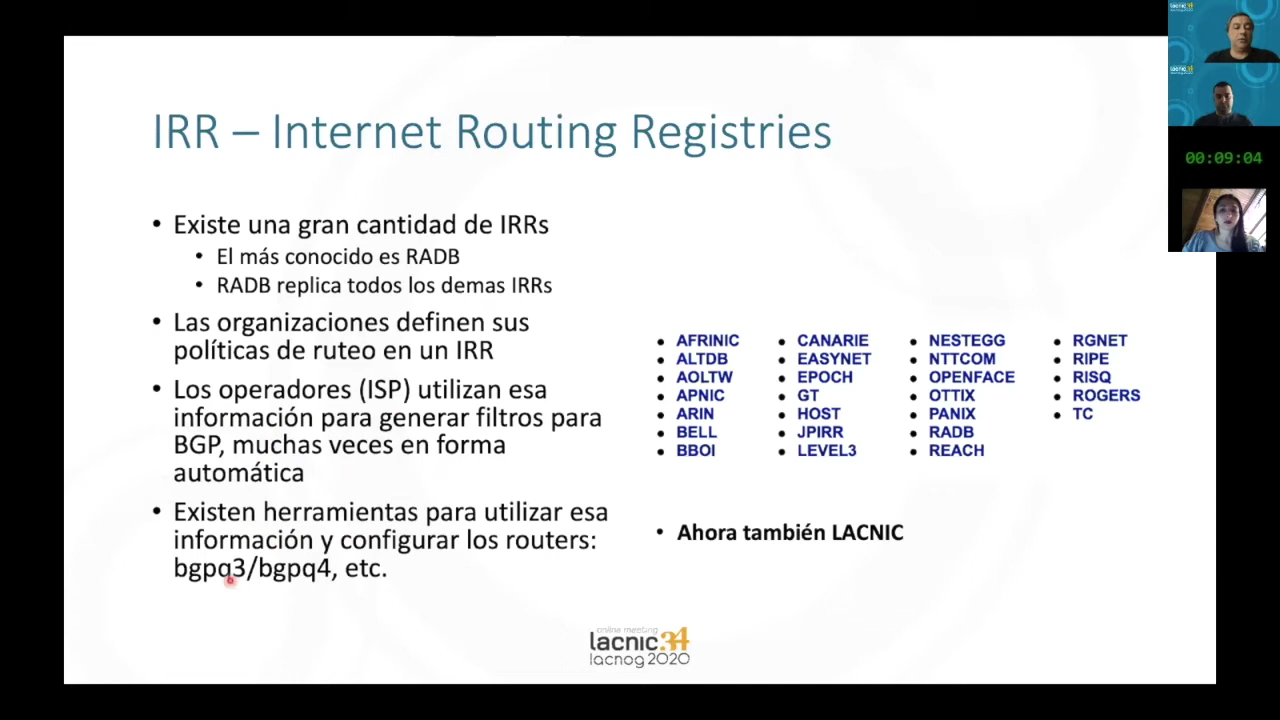 IRR – Internet Routing Registries
• Existe una gran cantidad de IRRs
• El más conocido es RADB
• RADB replica todos los demas IRRs
• Las organizaciones definen sus
políticas de ruteo en un IRR
• Los operadores (ISP) utilizan esa
información para generar filtros para
BGP, muchas veces en forma
automática
• Existen herramientas para utilizar esa
información y configurar los routers:
bgpq3/bgpq4, etc.
• AFRINIC
• ALTDB
• AOLTW
• APNIC
• ARIN
• BELL
• BBOI
• CANARIE
• EASYNET
• EPOCH
• GT
• HOST
• JPIRR
• LEVEL3
• NESTEGG
• NTTCOM
• OPENFACE
• OTTIX
• PANIX
• RADB
• REACH
• RGNET
• RIPE
• RISQ
• ROGERS
• TC
• Ahora también LACNIC
online meeting
lacnic34
lacnog 2020
lacnic34
lacnic34
00:09:04